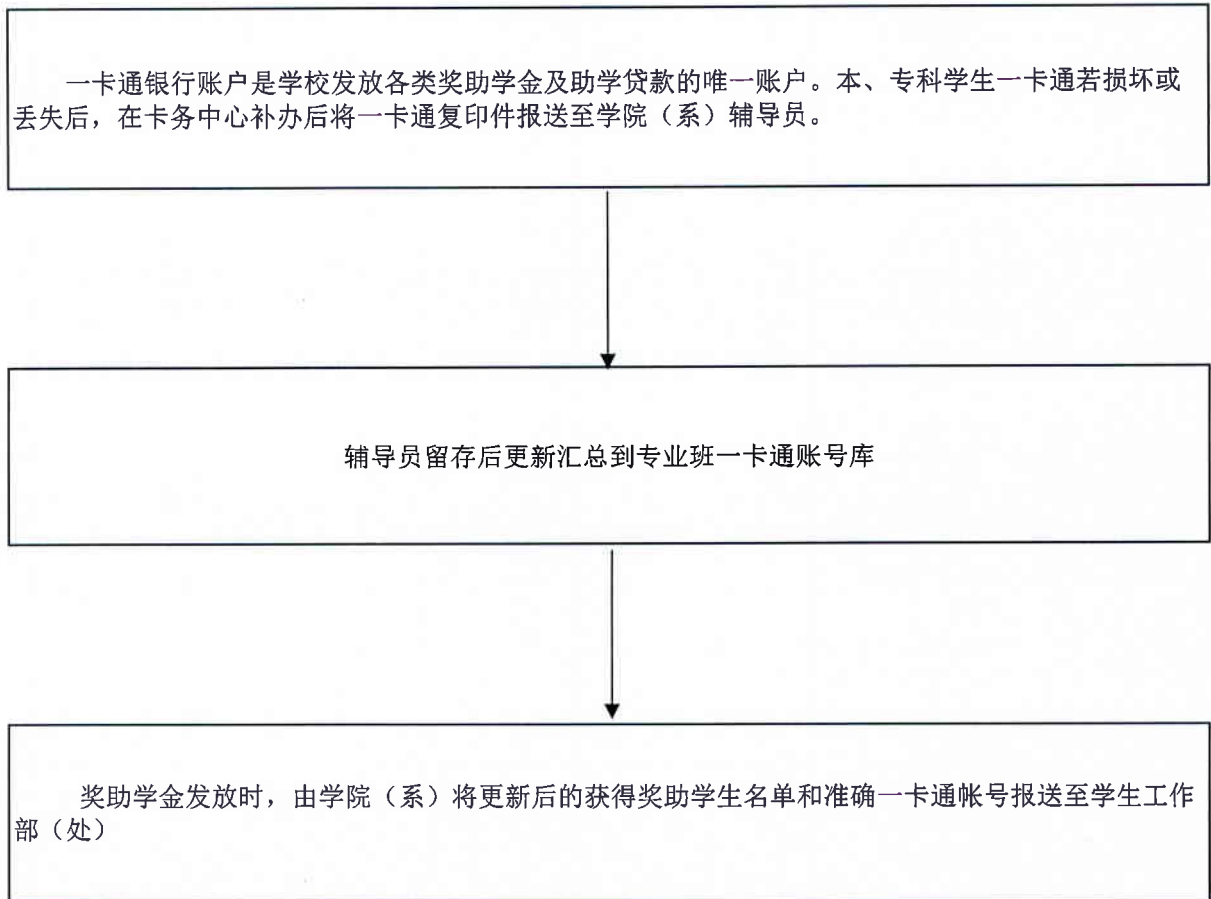 一卡通银行账户是学校发放各类奖助学金及助学贷款的唯一账户。本、专科学生一卡通若损坏或
丢失后，在卡务中心补办后将一卡通复印件报送至学院（系）辅导员。
辅导员留存后更新汇总到专业班一卡通账号库
奖助学金发放时，由学院（系）将更新后的获得奖助学生名单和准确一卡通帐号报送至学生工作
部（处）